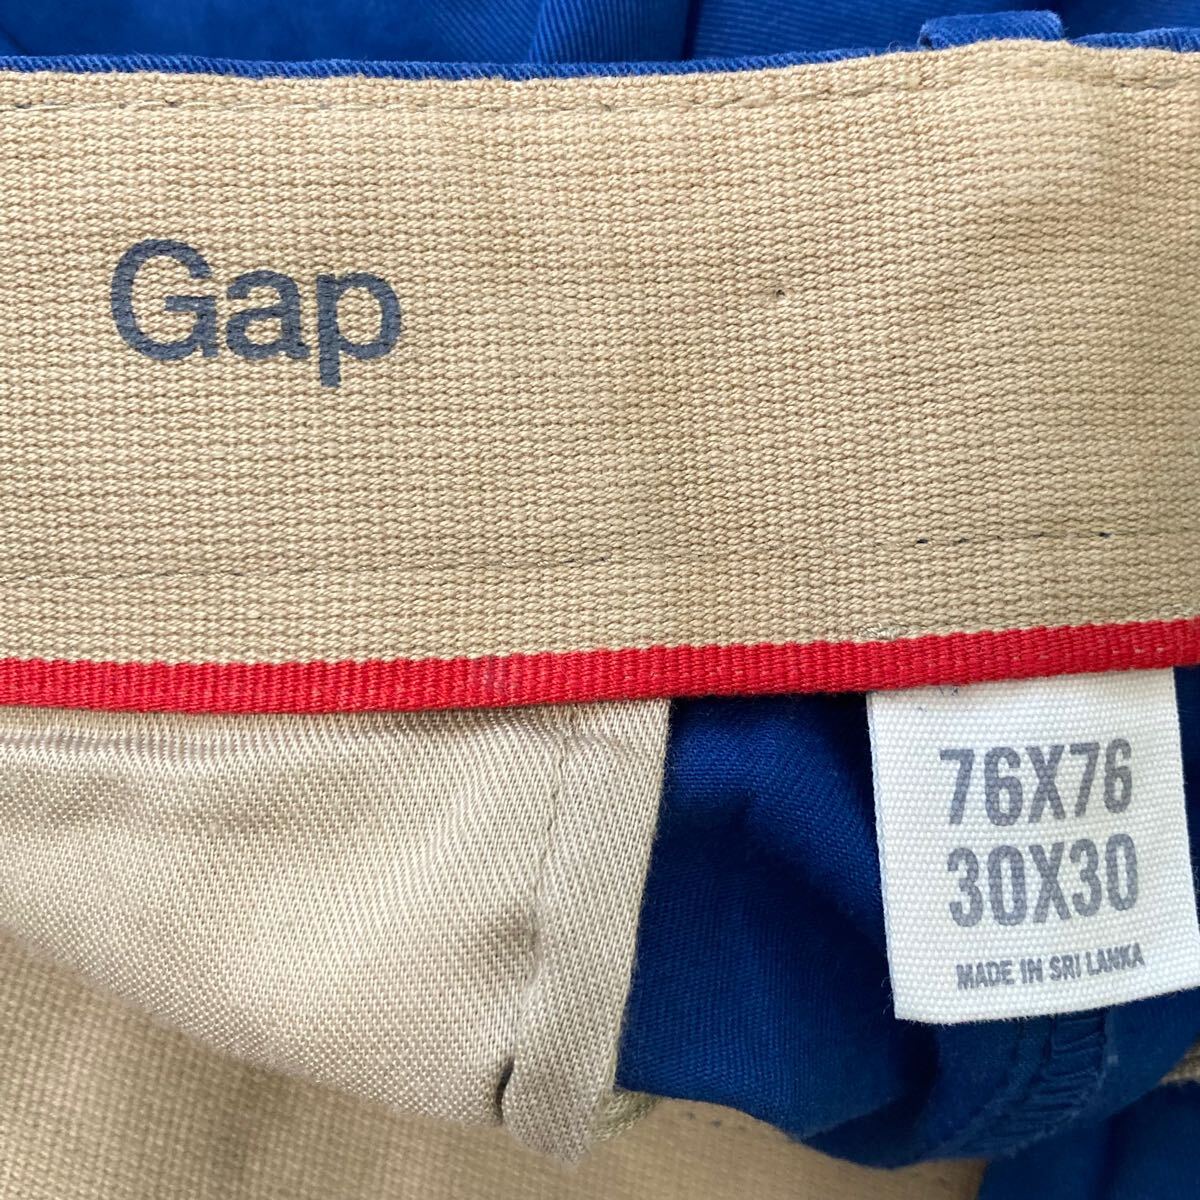 Gap
76X76
30X30
MADE IN SRI LANKA